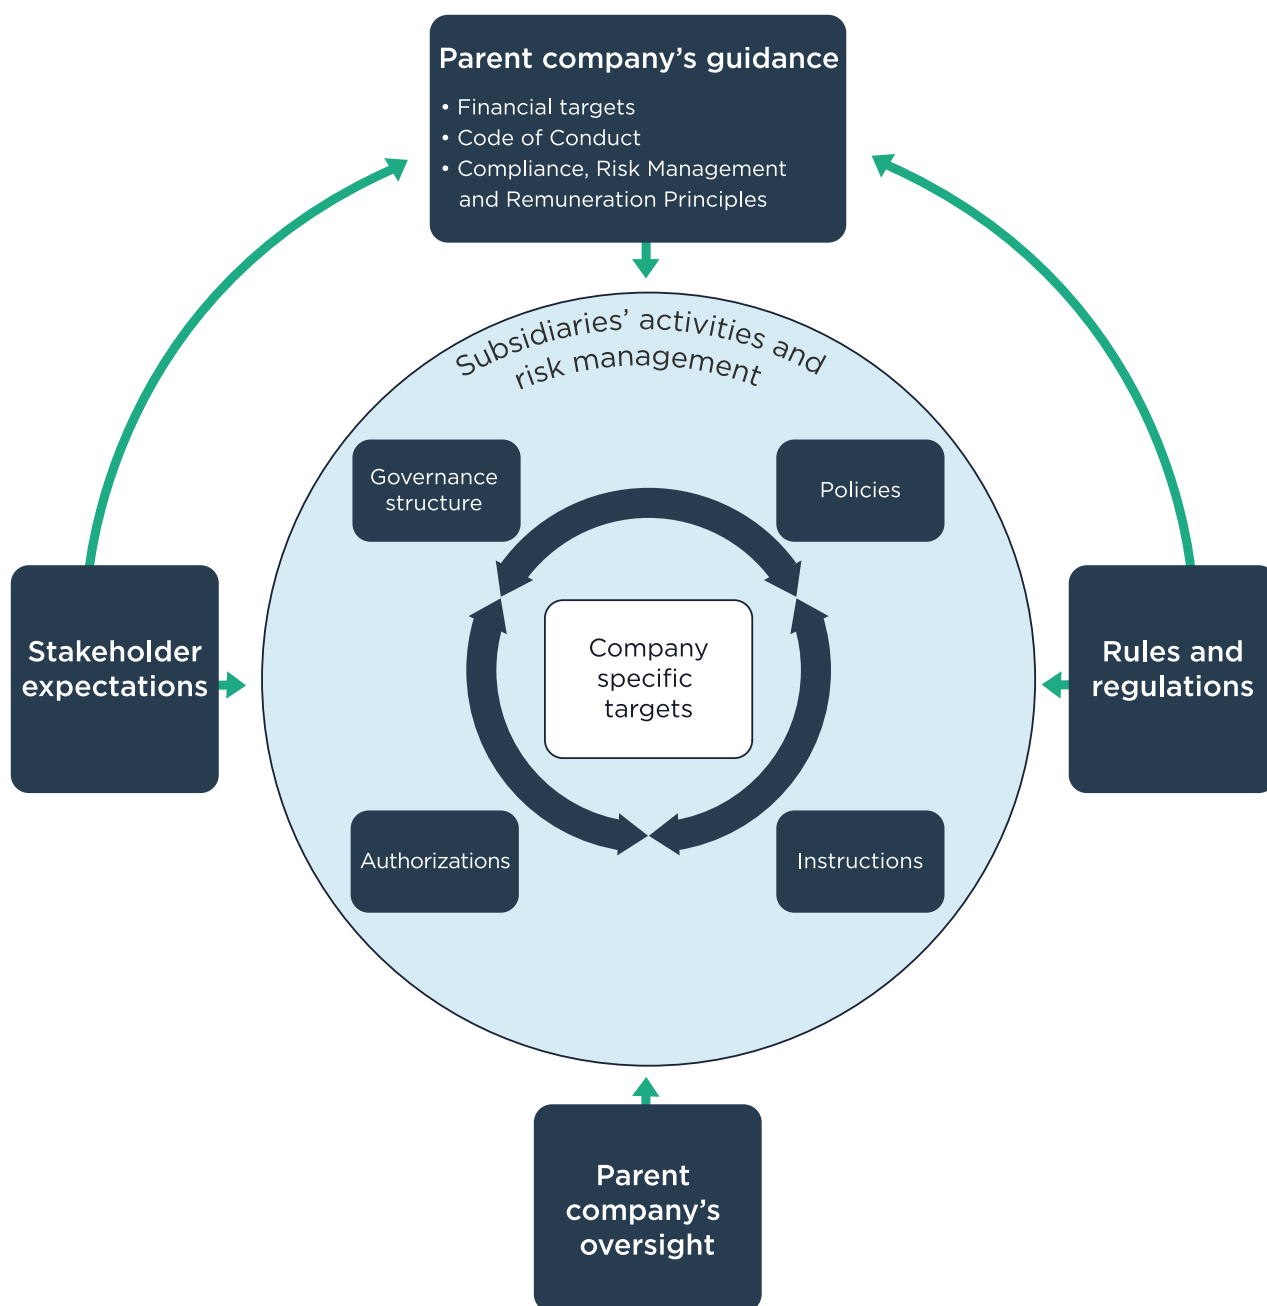 Parent company’s guidance
• Financial targets
• Code of Conduct
• Compliance, Risk Management
and Remuneration Principles
Subsidiaries’ activities and
risk management
Governance
structure
Policies
Stakeholder
expectations
Company
specific
targets
Rules and
regulations
Authorizations
Instructions
Parent
company’s
oversight